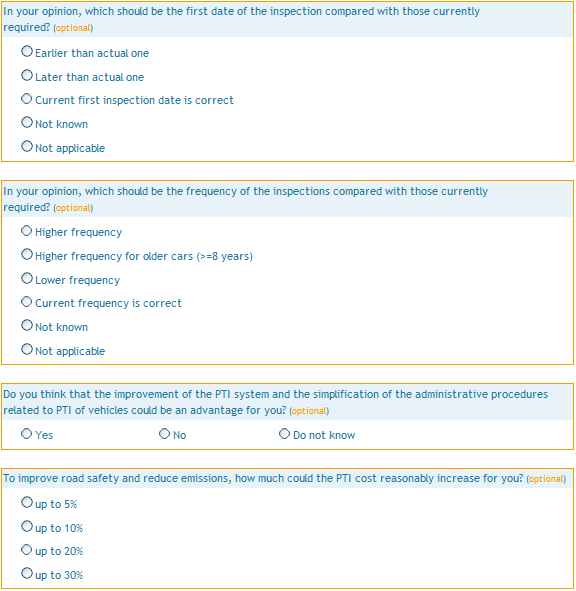 In your opinion, which should be the first date of the inspection compared with those currently
required? (optional)
Earlier than actual one
Later than actual one
Current first inspection date is correct
Not known
Not applicable
In your opinion, which should be the frequency of the inspections compared with those currently
required? (optional)
Higher frequency
Higher frequency for older cars (>=8 years)
Lower frequency
Current frequency is correct
Not known
Not applicable
Do you think that the improvement of the PTI system and the simplification of the administrative procedures
related to PTI of vehicles could be an advantage for you? (optional)
Yes No Do not know
To improve road safety and reduce emissions, how much could the PTI cost reasonably increase for you? (optional)
up to 5%
up to 10%
up to 20%
up to 30%